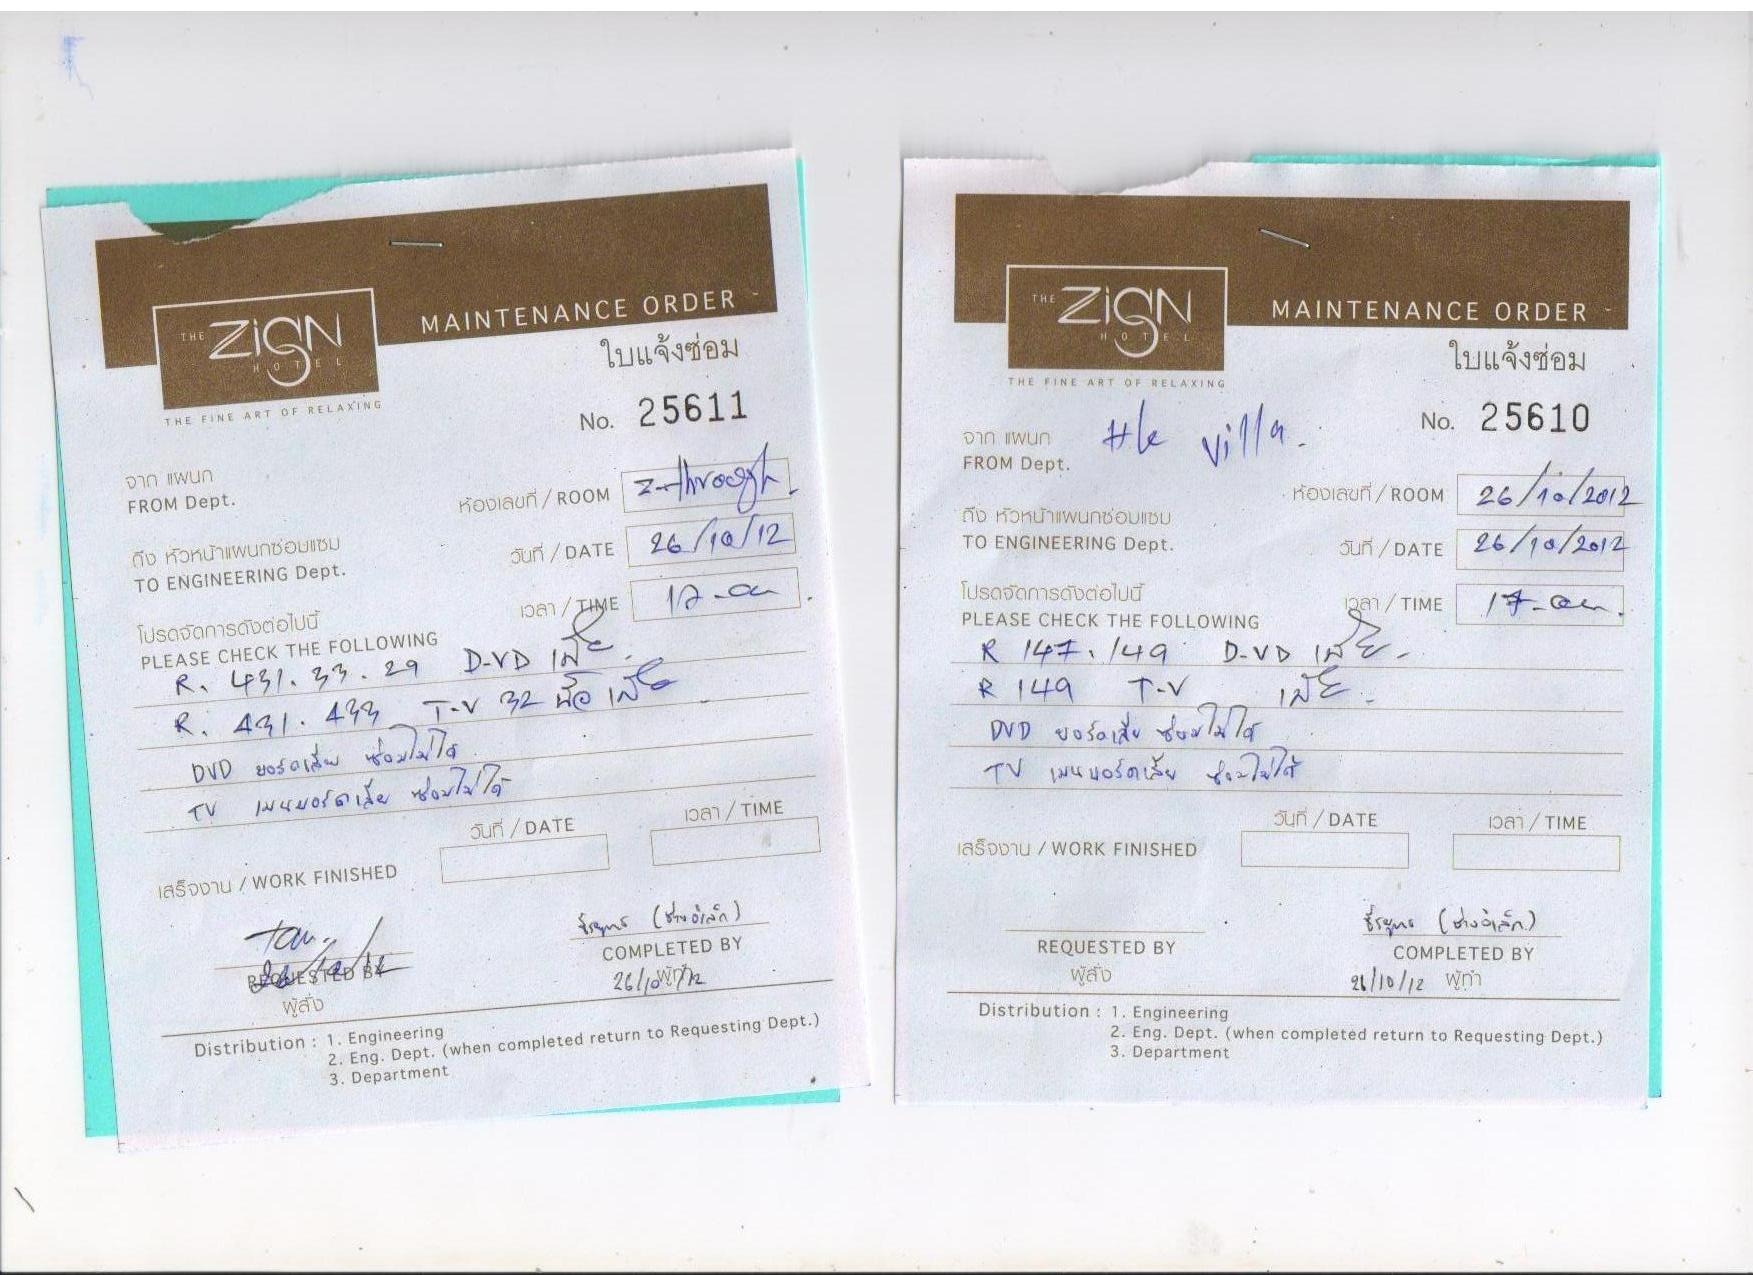 THE ZiGN HOTEL
MAINTENANCE ORDER
ใบแจ้งซ่อม
THE FINE ART OF RELAXING
No. 25611
จาก แผนก
FROM Dept.
ห้องเลขที่ / ROOM Z-through
ถึง หัวหน้าแผนกซ่อมแซม
TO ENGINEERING Dept.
วันที่ / DATE 26/10/12
เวลา / TIME
โปรดจัดการดังต่อไปนี้
PLEASE CHECK THE FOLLOWING
R. 431. 33. 29 D-VD เสีย
R. 431. 433 T-V 32 นิ้ว เสีย
DVD บอร์ดเสีย ซ่อมไม่ได้
TV เมนบอร์ดเสีย ซ่อมไม่ได้
วันที่ / DATE เวลา / TIME
เสร็จงาน / WORK FINISHED
(ช่างอิเล็ก)
REQUESTED BY
COMPLETED BY
ผู้สั่ง
26/10/12 ผู้ทำ
Distribution : 1. Engineering
2. Eng. Dept. (when completed return to Requesting Dept.)
3. Department
THE ZiGN HOTEL
MAINTENANCE ORDER
ใบแจ้งซ่อม
THE FINE ART OF RELAXING
No. 25610
จาก แผนก
FROM Dept. villa.
ห้องเลขที่ / ROOM 26/10/2012
ถึง หัวหน้าแผนกซ่อมแซม
TO ENGINEERING Dept.
วันที่ / DATE 26/10/2012
เวลา / TIME
โปรดจัดการดังต่อไปนี้
PLEASE CHECK THE FOLLOWING
R 147. 149 D-VD เสีย
R 149 T-V เสีย
DVD บอร์ดเสีย ซ่อมไม่ได้
TV เมนบอร์ดเสีย ซ่อมไม่ได้
วันที่ / DATE เวลา / TIME
เสร็จงาน / WORK FINISHED
(ช่างอิเล็ก)
REQUESTED BY
COMPLETED BY
ผู้สั่ง
26/10/12 ผู้ทำ
Distribution : 1. Engineering
2. Eng. Dept. (when completed return to Requesting Dept.)
3. Department